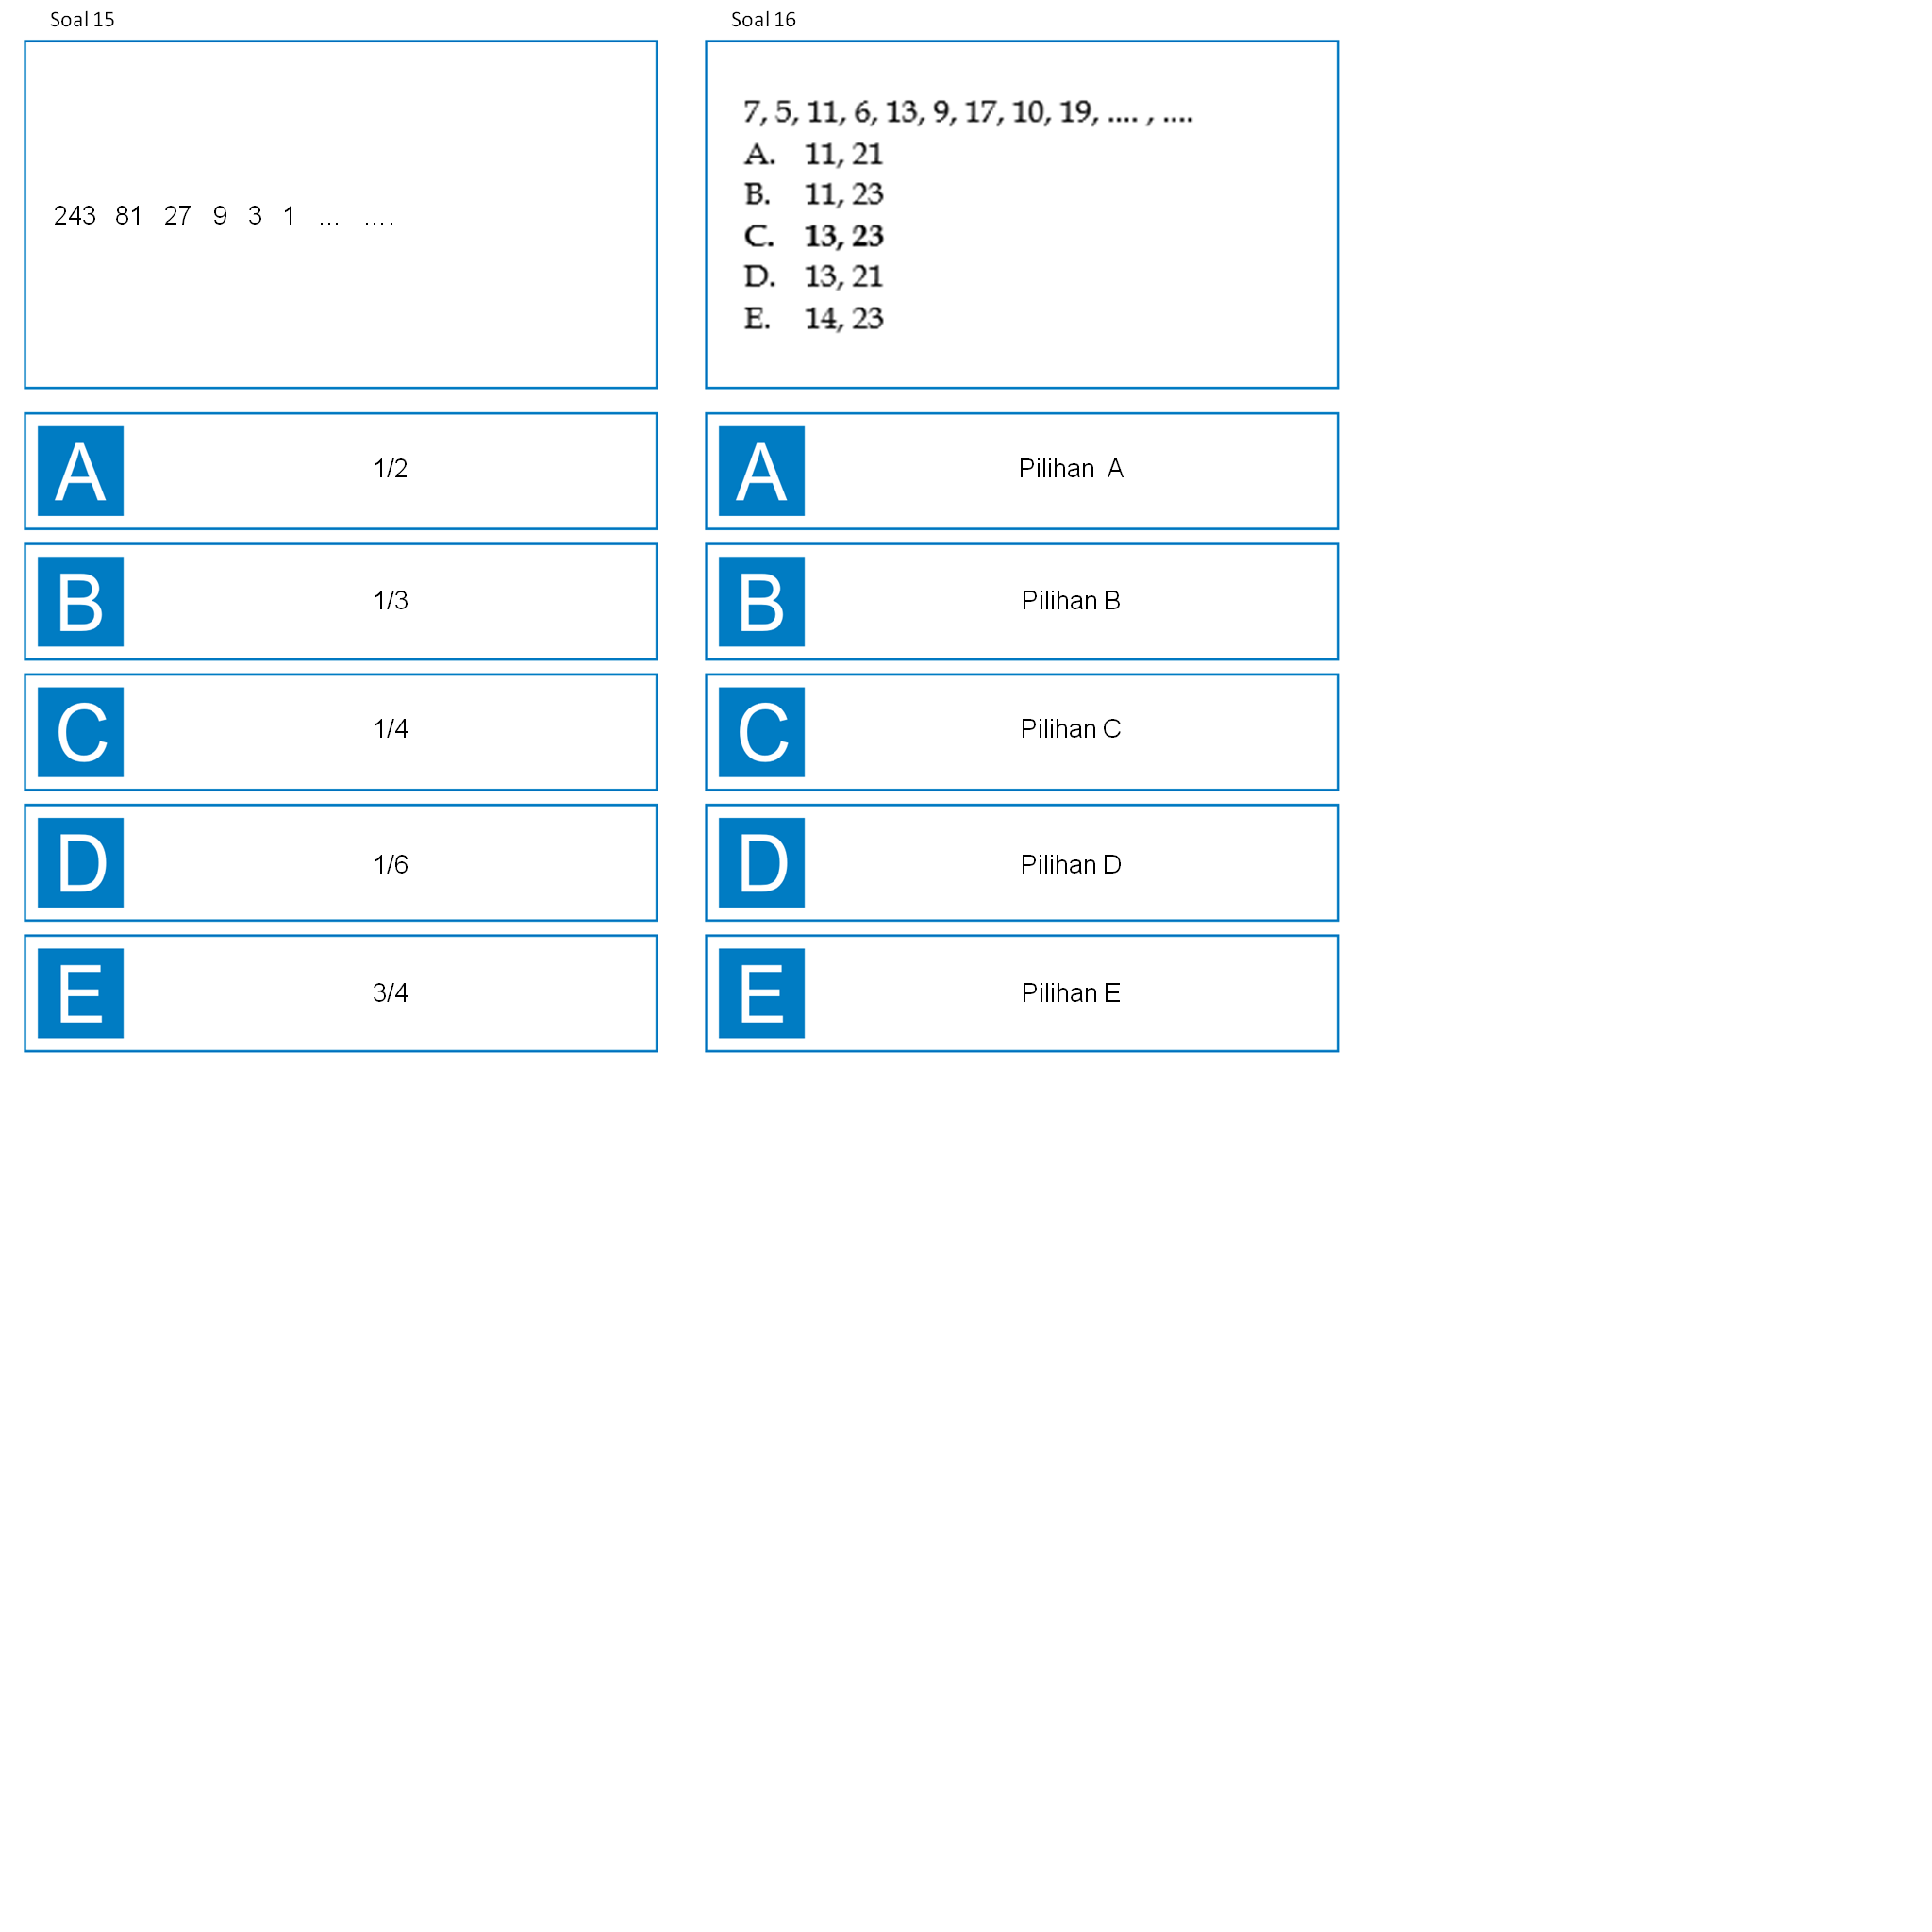 Soal 15
243 81 27 9 3 1 ... ....
A 1/2
B 1/3
C 1/4
D 1/6
E 3/4
Soal 16
7, 5, 11, 6, 13, 9, 17, 10, 19, .... , ....
A. 11, 21
B. 11, 23
C. 13, 23
D. 13, 21
E. 14, 23
A Pilihan A
B Pilihan B
C Pilihan C
D Pilihan D
E Pilihan E